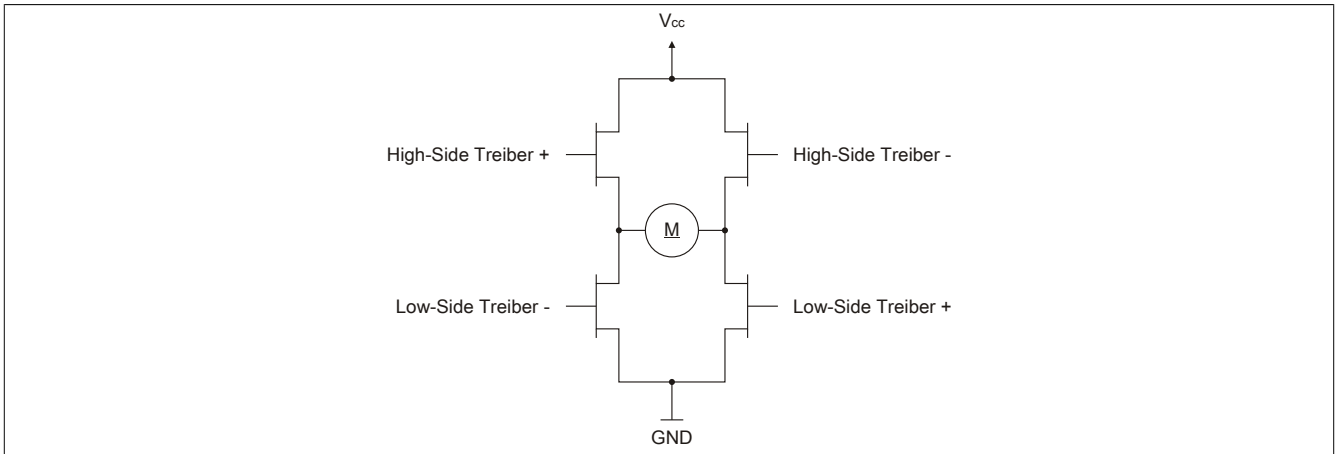 Vcc
High-Side Treiber +
High-Side Treiber -
M
Low-Side Treiber -
Low-Side Treiber +
GND